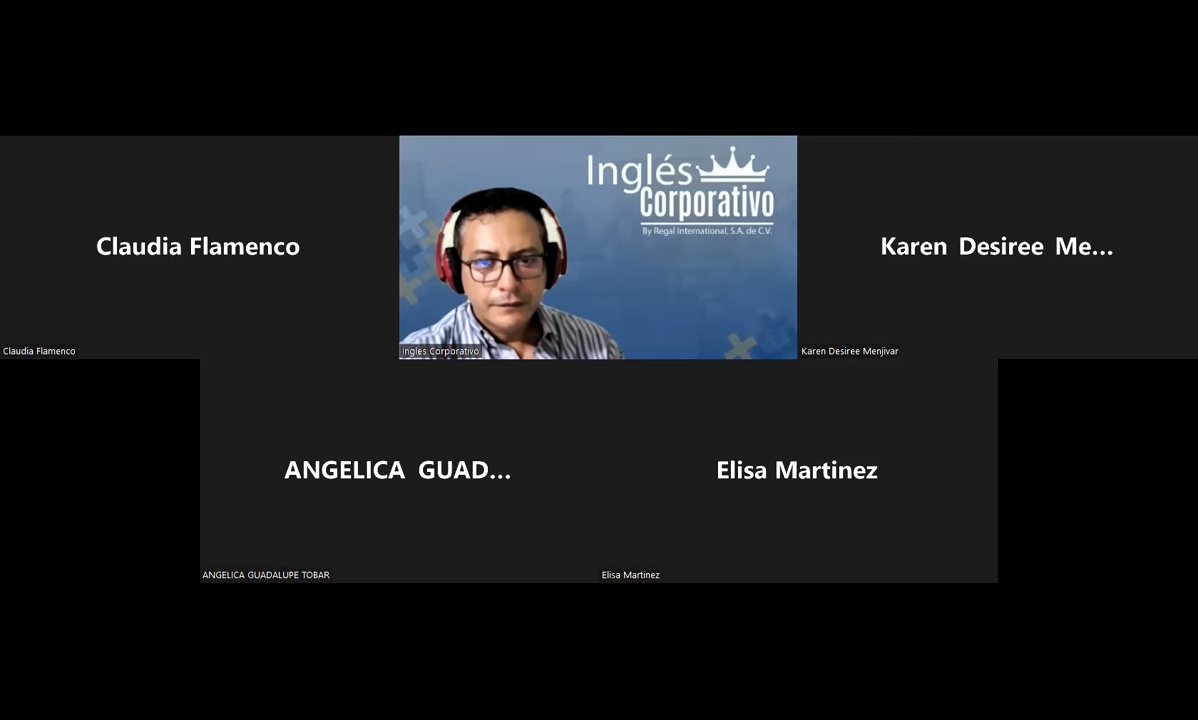 Claudia Flamenco
Claudia Flamenco
Inglés
Corporativo
By Regal International, S.A. de C.V.
Ingles Corporativo
Karen Desiree Me...
Karen Desiree Menjivar
ANGELICA GUAD...
ANGELICA GUADALUPE TOBAR
Elisa Martinez
Elisa Martinez